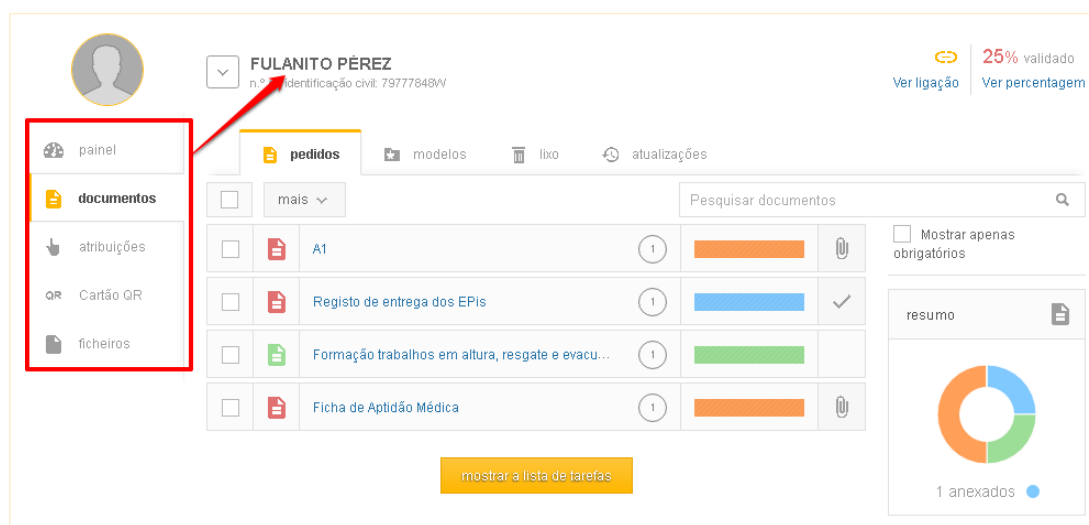 FULANITO PÉREZ
identificação civil: 79777848W
25% validado
Ver ligação
Ver percentagem
painel
documentos
atribuições
QR Cartão QR
ficheiros
pedidos
modelos
lixo
atualizações
mais
Pesquisar documentos
A1
1
Registo de entrega dos EPis
1
Formação trabalhos em altura, resgate e evacu...
1
Ficha de Aptidão Médica
1
Mostrar apenas
obrigatórios
resumo
1 anexados
mostrar a lista de tarefas